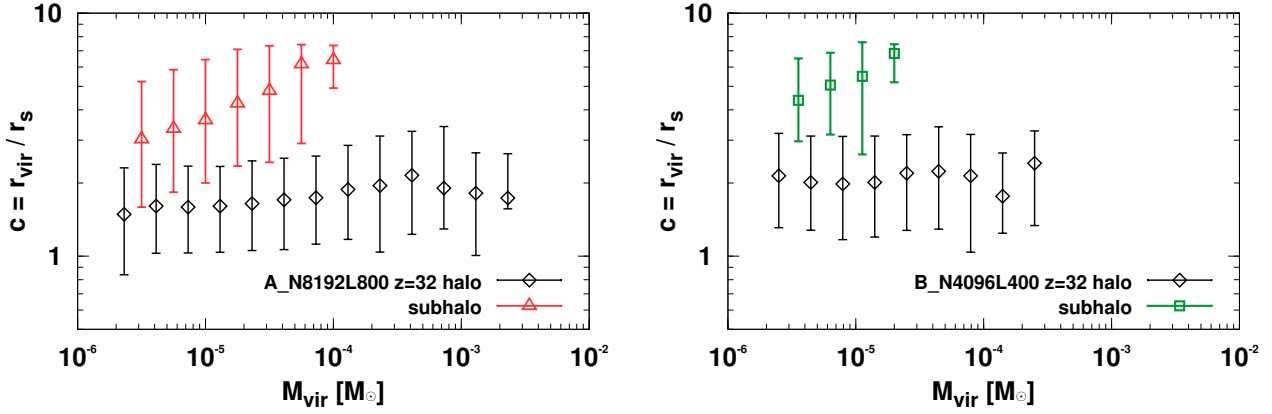 10
1
c = r_vir / r_s
A_N8192L800 z=32 halo
subhalo
10^-6 10^-5 10^-4 10^-3 10^-2
M_vir [M_☉]
10
1
c = r_vir / r_s
B_N4096L400 z=32 halo
subhalo
10^-6 10^-5 10^-4 10^-3 10^-2
M_vir [M_☉]